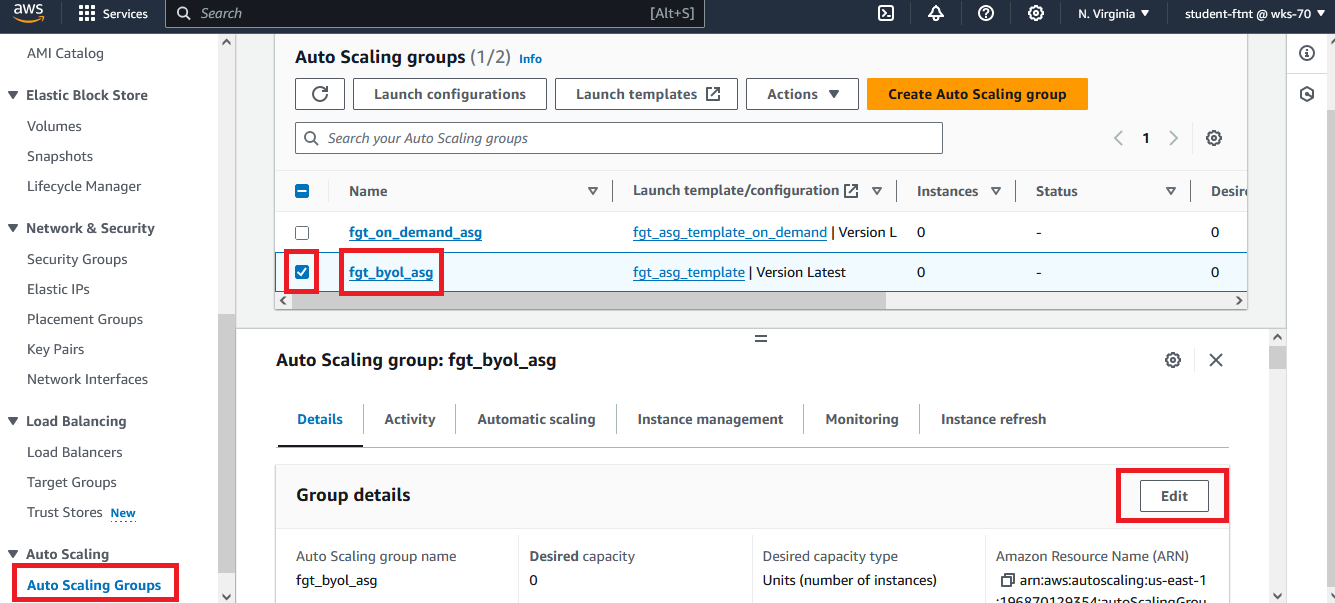 aws Services Search [Alt+S] N. Virginia student-ftnt @ wks-70
AMI Catalog
Elastic Block Store
Volumes
Snapshots
Lifecycle Manager
Network & Security
Security Groups
Elastic IPs
Placement Groups
Key Pairs
Network Interfaces
Load Balancing
Load Balancers
Target Groups
Trust Stores New
Auto Scaling
Auto Scaling Groups
Auto Scaling groups (1/2) Info
Launch configurations Launch templates Actions Create Auto Scaling group
Search your Auto Scaling groups 1
Name Launch template/configuration Instances Status Desire
fgt_on_demand_asg fgt_asg_template_on_demand | Version L 0 - 0
fgt_byol_asg fgt_asg_template | Version Latest 0 - 0
Auto Scaling group: fgt_byol_asg
Details Activity Automatic scaling Instance management Monitoring Instance refresh
Group details Edit
Auto Scaling group name Desired capacity Desired capacity type Amazon Resource Name (ARN)
fgt_byol_asg 0 Units (number of instances) arn:aws:autoscaling:us-east-1
:196870129354:autoScalingGrou